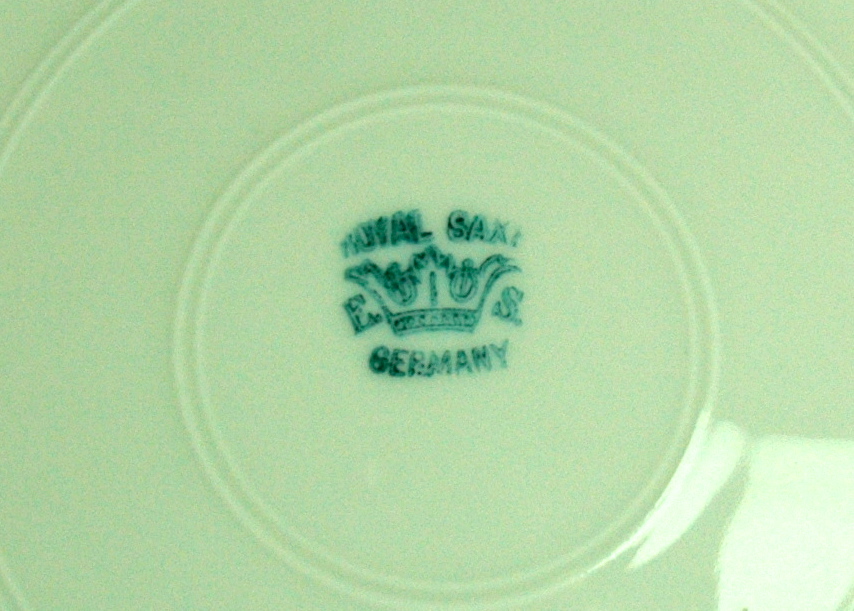 ROYAL SAXE
E. S.
GERMANY